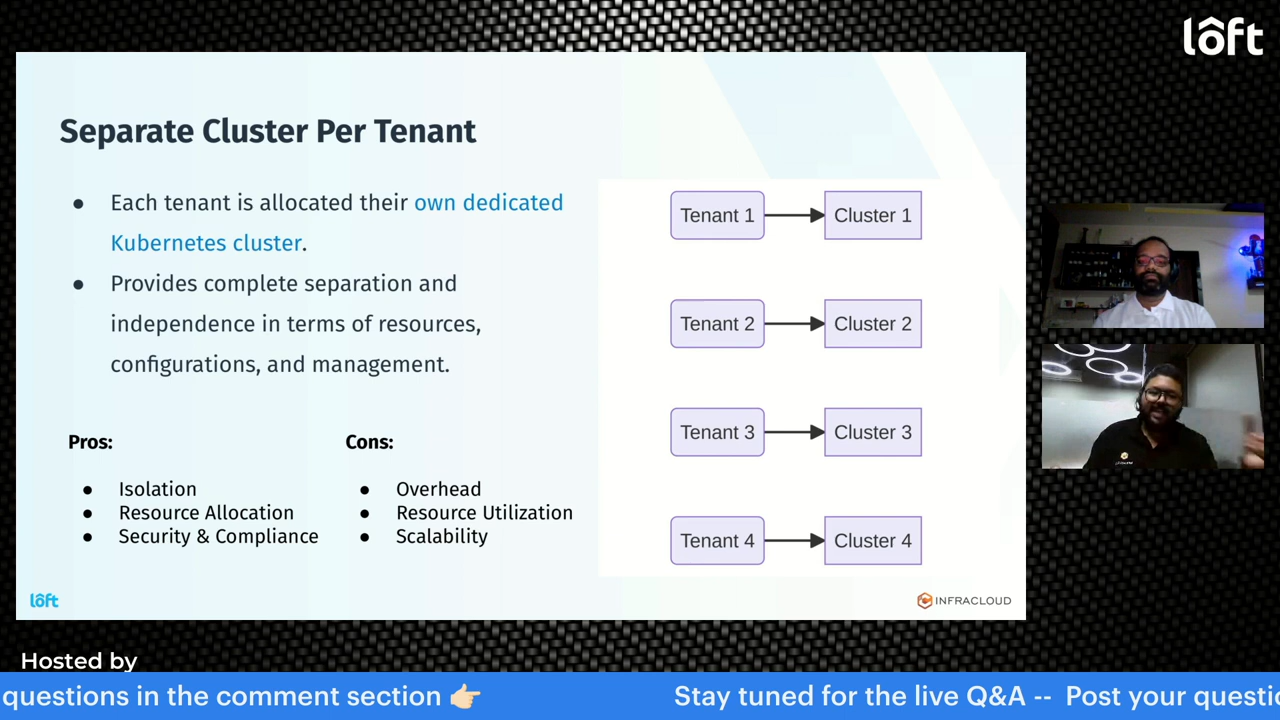 lôft
Separate Cluster Per Tenant
● Each tenant is allocated their own dedicated
Kubernetes cluster.
● Provides complete separation and
independence in terms of resources,
configurations, and management.
Pros:
● Isolation
● Resource Allocation
● Security & Compliance
Cons:
● Overhead
● Resource Utilization
● Scalability
Tenant 1
Cluster 1
Tenant 2
Cluster 2
Tenant 3
Cluster 3
Tenant 4
Cluster 4
lôft
INFRACLOUD
Hosted by
questions in the comment section 👉🏻 Stay tuned for the live Q&A -- Post your questio